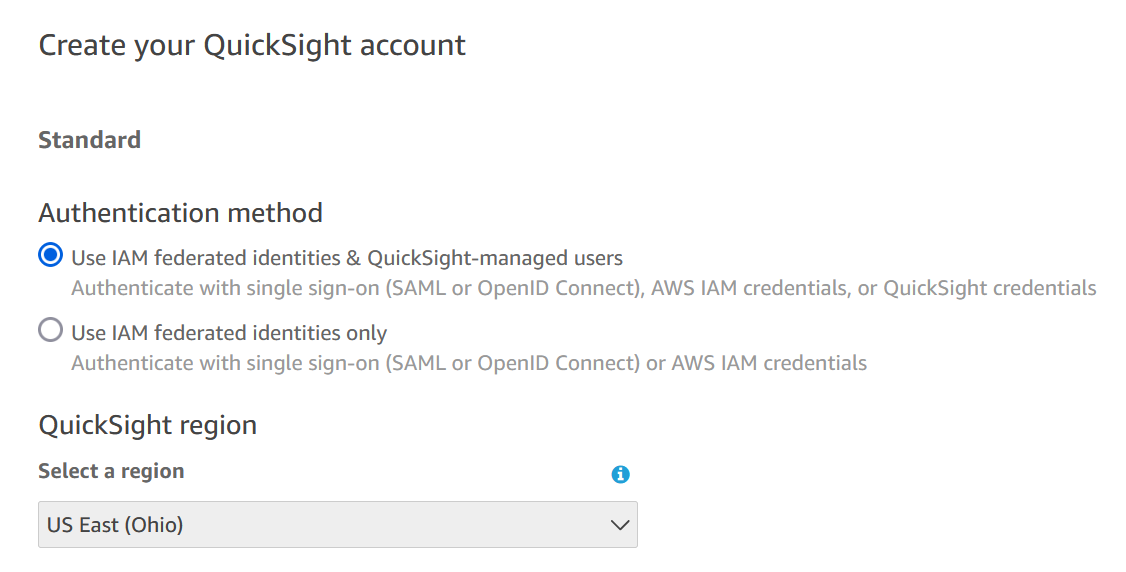 Create your QuickSight account
Standard
Authentication method
Use IAM federated identities & QuickSight-managed users
Authenticate with single sign-on (SAML or OpenID Connect), AWS IAM credentials, or QuickSight credentials
Use IAM federated identities only
Authenticate with single sign-on (SAML or OpenID Connect) or AWS IAM credentials
QuickSight region
Select a region
US East (Ohio)